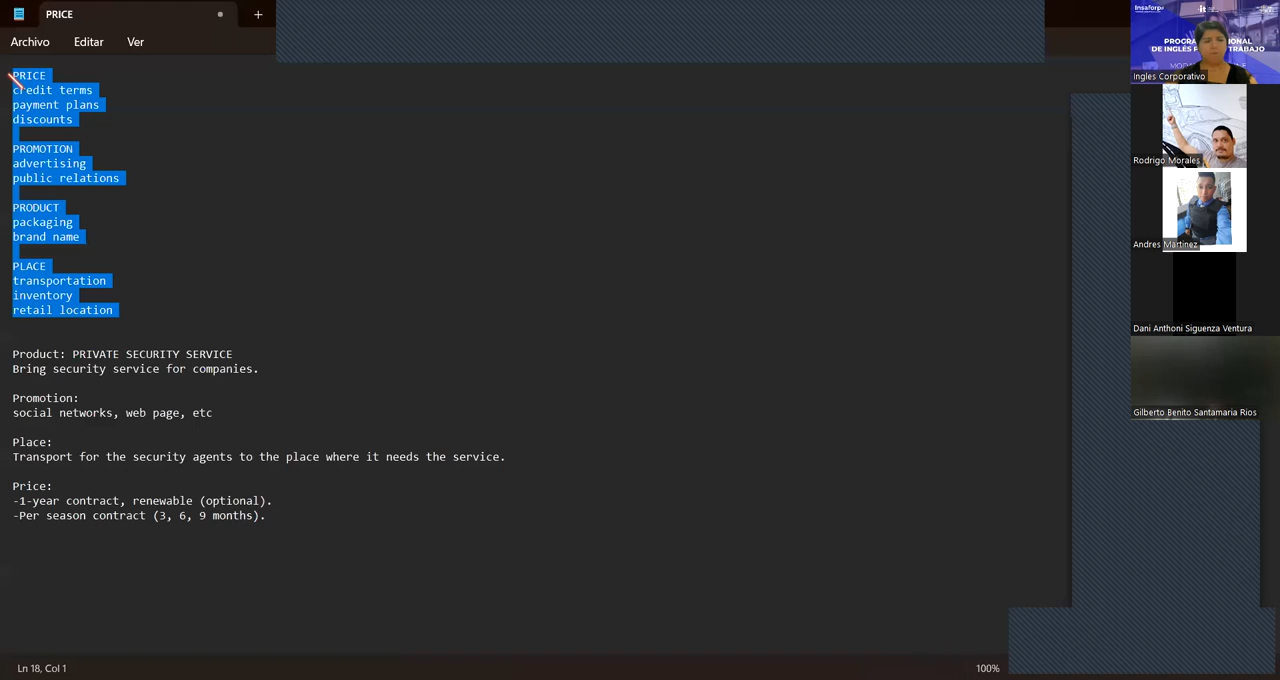 PRICE
Archivo Editar Ver
PRICE
credit terms
payment plans
discounts
PROMOTION
advertising
public relations
PRODUCT
packaging
brand name
PLACE
transportation
inventory
retail location
Product: PRIVATE SECURITY SERVICE
Bring security service for companies.
Promotion:
social networks, web page, etc
Place:
Transport for the security agents to the place where it needs the service.
Price:
-1-year contract, renewable (optional).
-Per season contract (3, 6, 9 months).
Ln 18, Col 1
100%
Insaforp
Ingles Corporativo
Rodrigo Morales
Andres Martinez
Dani Anthoni Siguenza Ventura
Gilberto Benito Santamaria Rios